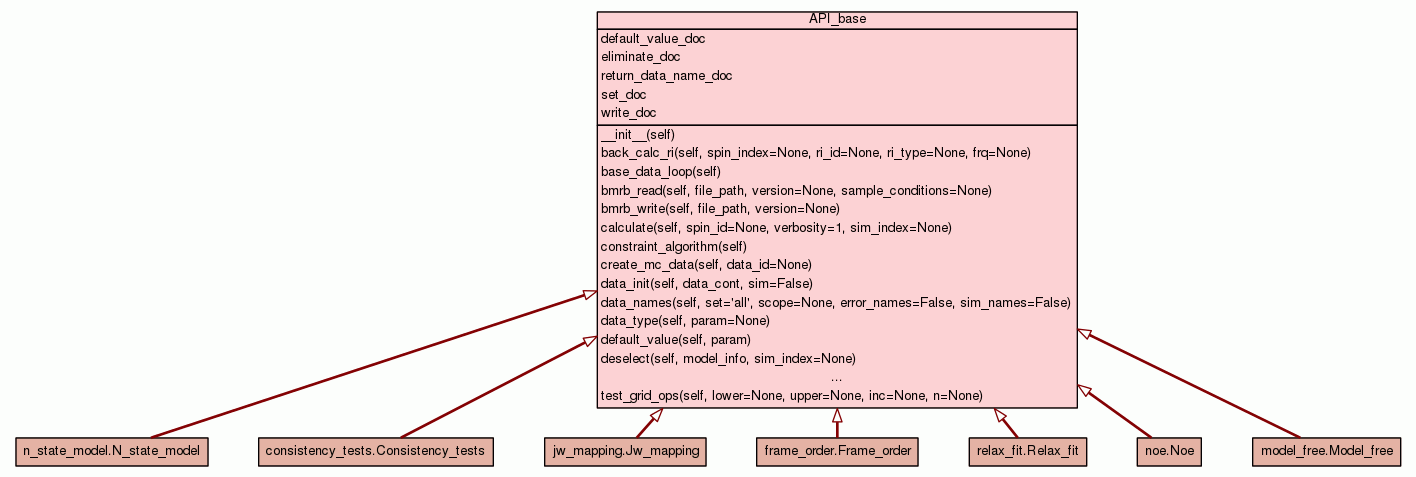 API_base
default_value_doc
eliminate_doc
return_data_name_doc
set_doc
write_doc
__init__(self)
back_calc_ri(self, spin_index=None, ri_id=None, ri_type=None, frq=None)
base_data_loop(self)
bmrb_read(self, file_path, version=None, sample_conditions=None)
bmrb_write(self, file_path, version=None)
calculate(self, spin_id=None, verbosity=1, sim_index=None)
constraint_algorithm(self)
create_mc_data(self, data_id=None)
data_init(self, data_cont, sim=False)
data_names(self, set='all', scope=None, error_names=False, sim_names=False)
data_type(self, param=None)
default_value(self, param)
deselect(self, model_info, sim_index=None)
...
test_grid_ops(self, lower=None, upper=None, inc=None, n=None)
n_state_model.N_state_model
consistency_tests.Consistency_tests
jw_mapping.Jw_mapping
frame_order.Frame_order
relax_fit.Relax_fit
noe.Noe
model_free.Model_free